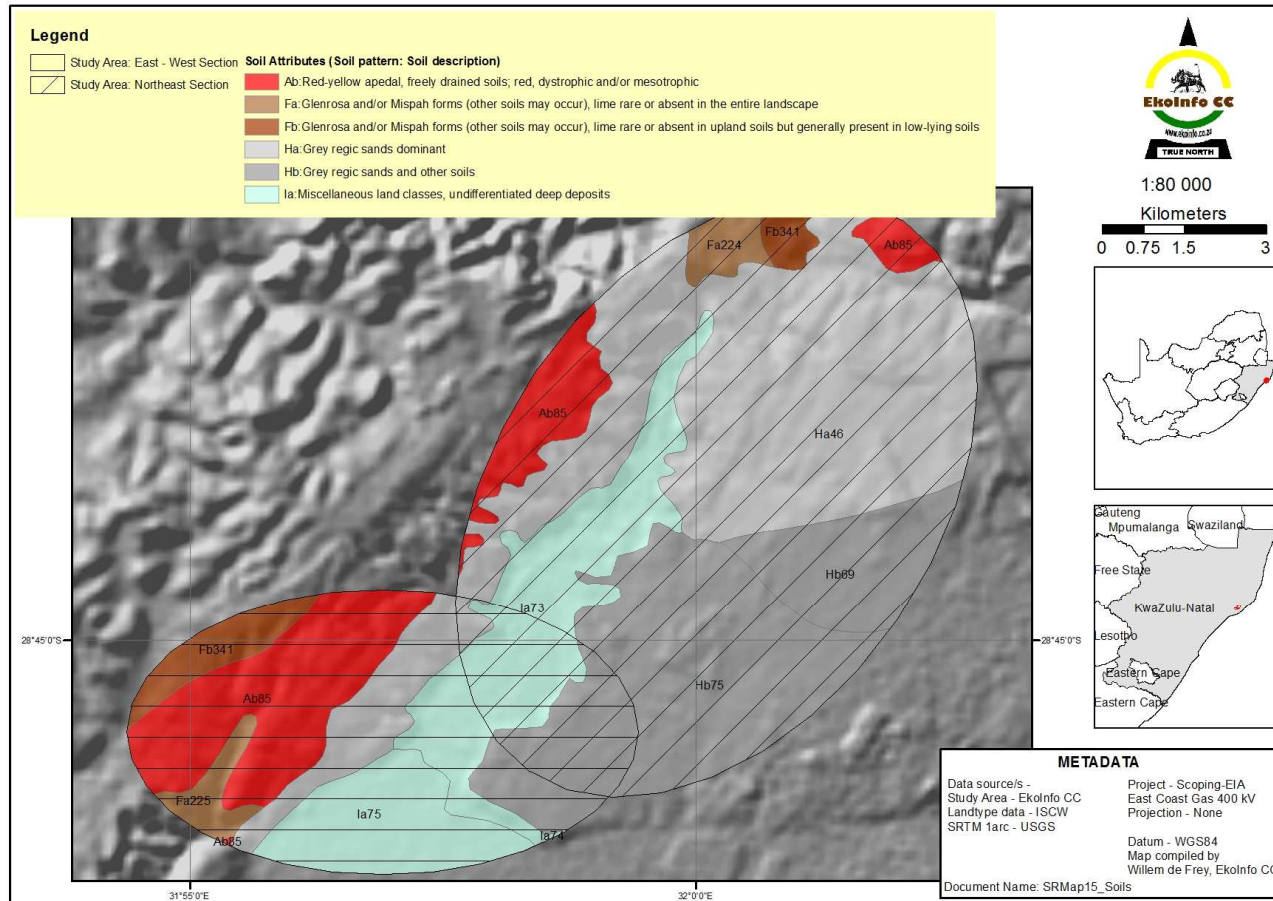 Legend
Study Area: East - West Section
Study Area: Northeast Section
Soil Attributes (Soil pattern: Soil description)
Ab:Red-yellow apedal, freely drained soils; red, dystrophic and/or mesotrophic
Fa:Glenrosa and/or Mispah forms (other soils may occur), lime rare or absent in the entire landscape
Fb:Glenrosa and/or Mispah forms (other soils may occur), lime rare or absent in upland soils but generally present in low-lying soils
Ha:Grey regic sands dominant
Hb:Grey regic sands and other soils
Ia:Miscellaneous land classes, undifferentiated deep deposits
EkoInfo CC
www.ekoinfo.co.za
TRUE NORTH
1:80 000
Kilometers
0 0.75 1.5 3
Fa224
Fb341
Ab85
Ab85
Ha46
Hb69
Ia73
28°45'0"S
28°45'0"S
Fb341
Ab85
Hb75
Fa225
Ia75
Ab85
Ia74
31°55'0"E
32°0'0"E
Gauteng
Mpumalanga
Swaziland
Free State
KwaZulu-Natal
Lesotho
Eastern Cape
Eastern Cape
METADATA
Data source/s -
Study Area - EkoInfo CC
Landtype data - ISCW
SRTM 1arc - USGS
Project - Scoping-EIA
East Coast Gas 400 kV
Projection - None
Datum - WGS84
Map compiled by
Willem de Frey, EkoInfo CC
Document Name: SRMap15_Soils